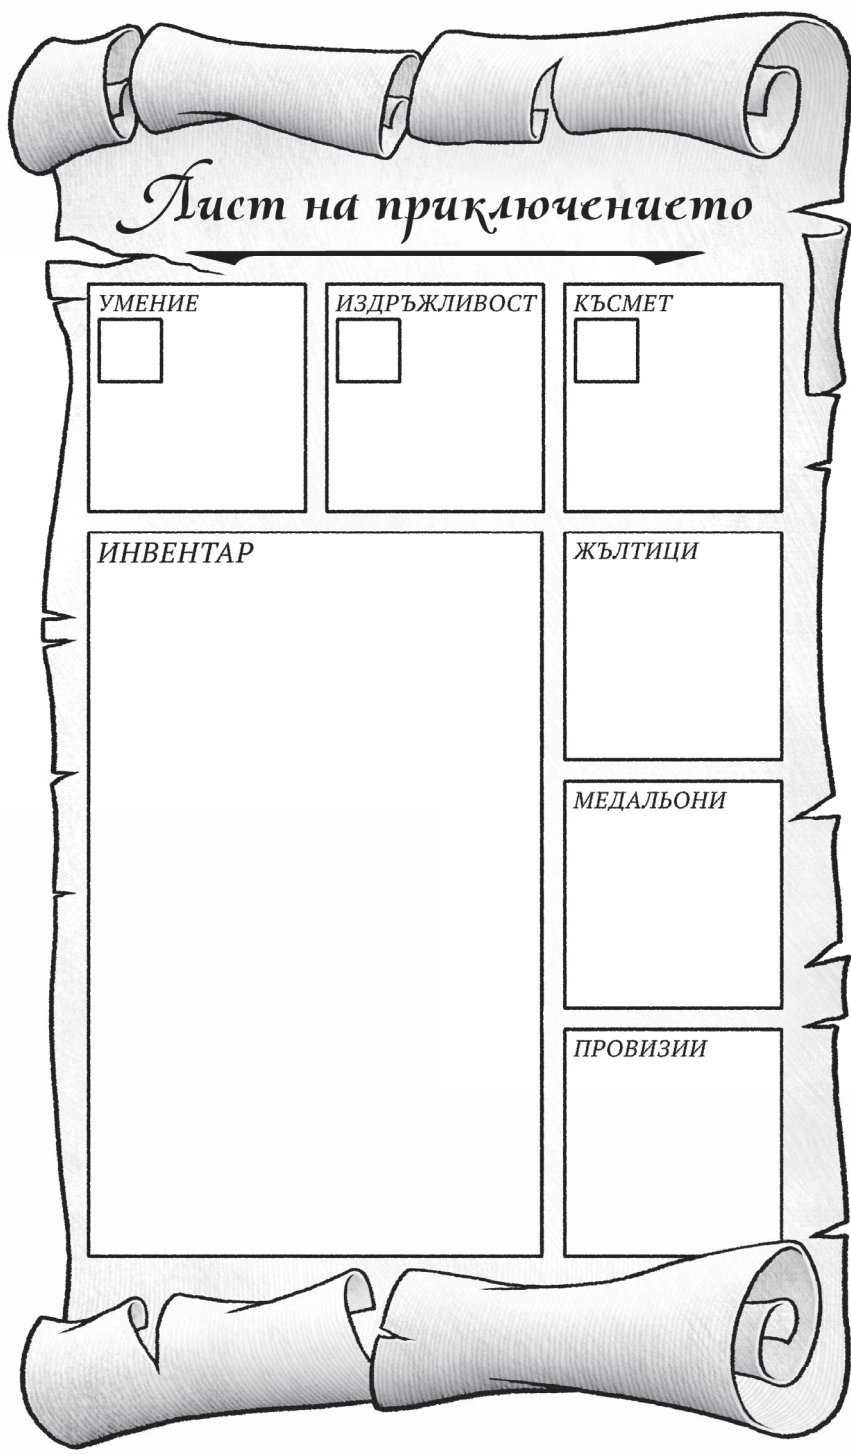 Лист на приключението
УМЕНИЕ
ИЗДРЪЖЛИВОСТ
КЪСМЕТ
ИНВЕНТАР
ЖЪЛТИЦИ
МЕДАЛЬОНИ
ПРОВИЗИИ